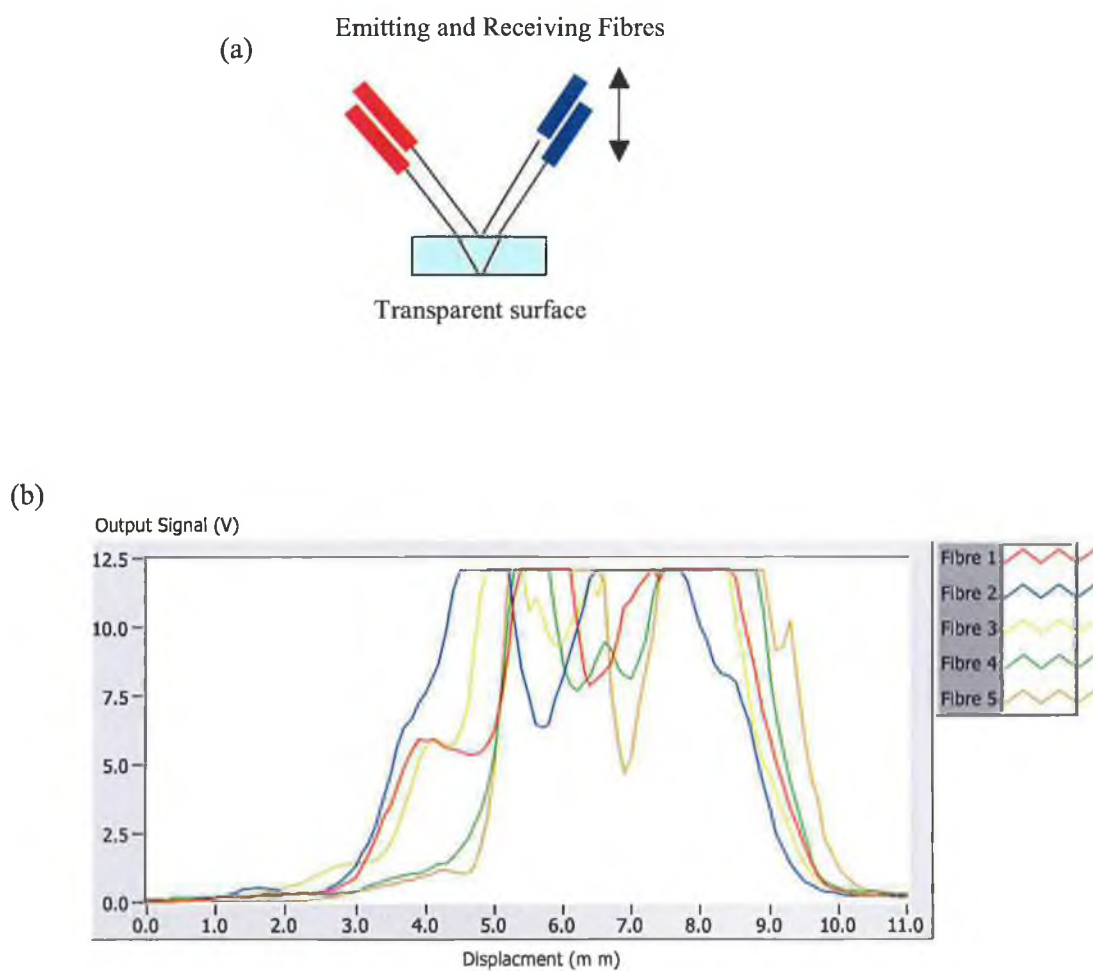 (a)
Emitting and Receiving Fibres
Transparent surface
(b)
Output Signal (V)
12.5
10.0
7.5
5.0
2.5
0.0
0.0 1.0 2.0 3.0 4.0 5.0 6.0 7.0 8.0 9.0 10.0 11.0
Displacment (m m)
Fibre 1
Fibre 2
Fibre 3
Fibre 4
Fibre 5